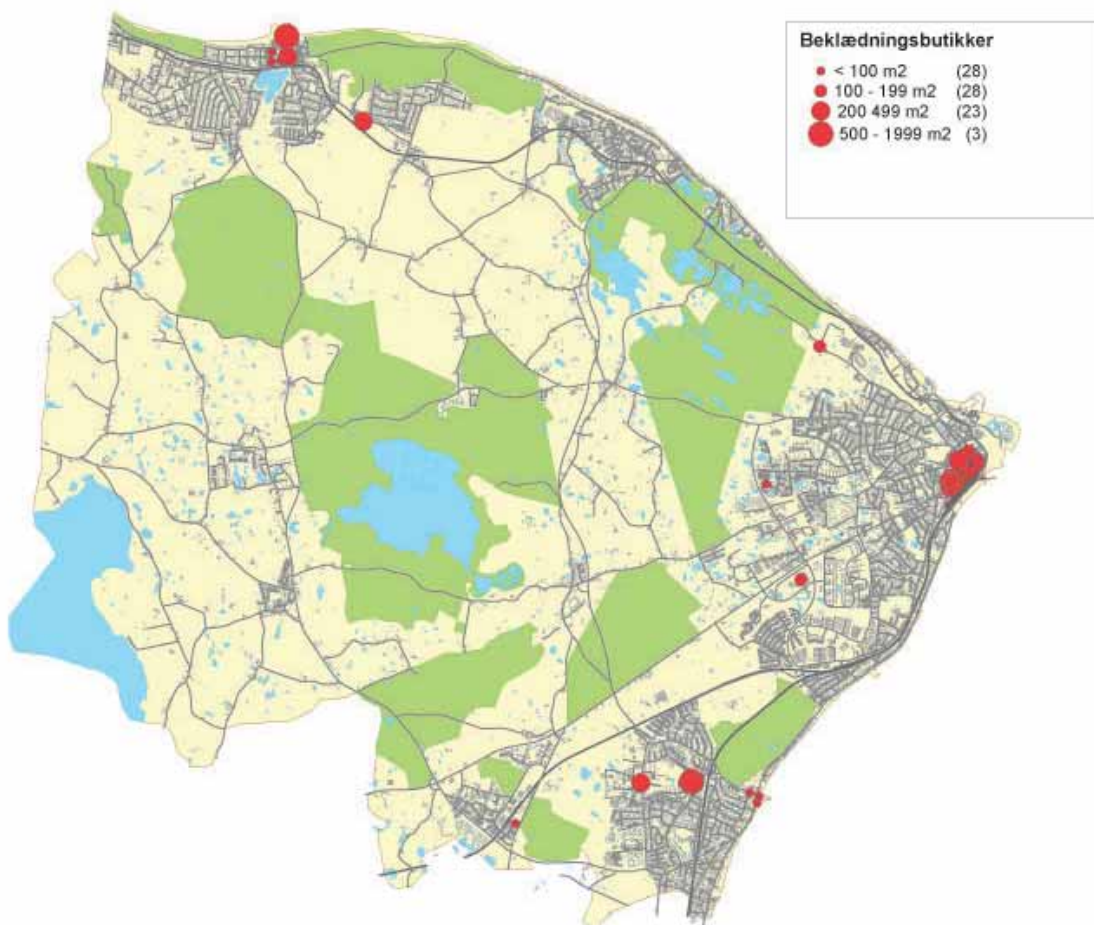 Beklædningsbutikker
< 100 m2 (28)
100 - 199 m2 (28)
200 499 m2 (23)
500 - 1999 m2 (3)